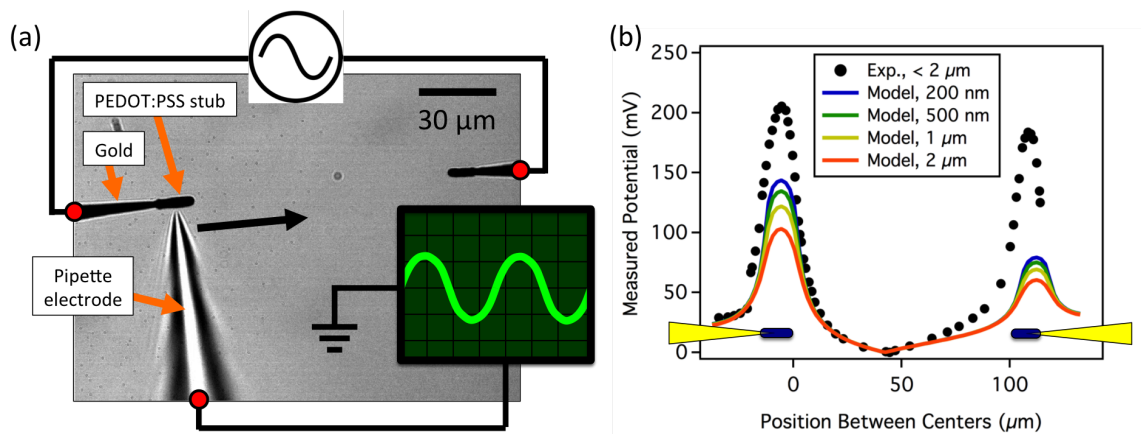 (a)
PEDOT:PSS stub
Gold
30 μm
Pipette
electrode
(b)
Measured Potential (mV)
250
200
150
100
50
0
Exp., < 2 μm
Model, 200 nm
Model, 500 nm
Model, 1 μm
Model, 2 μm
0
50
100
Position Between Centers (μm)